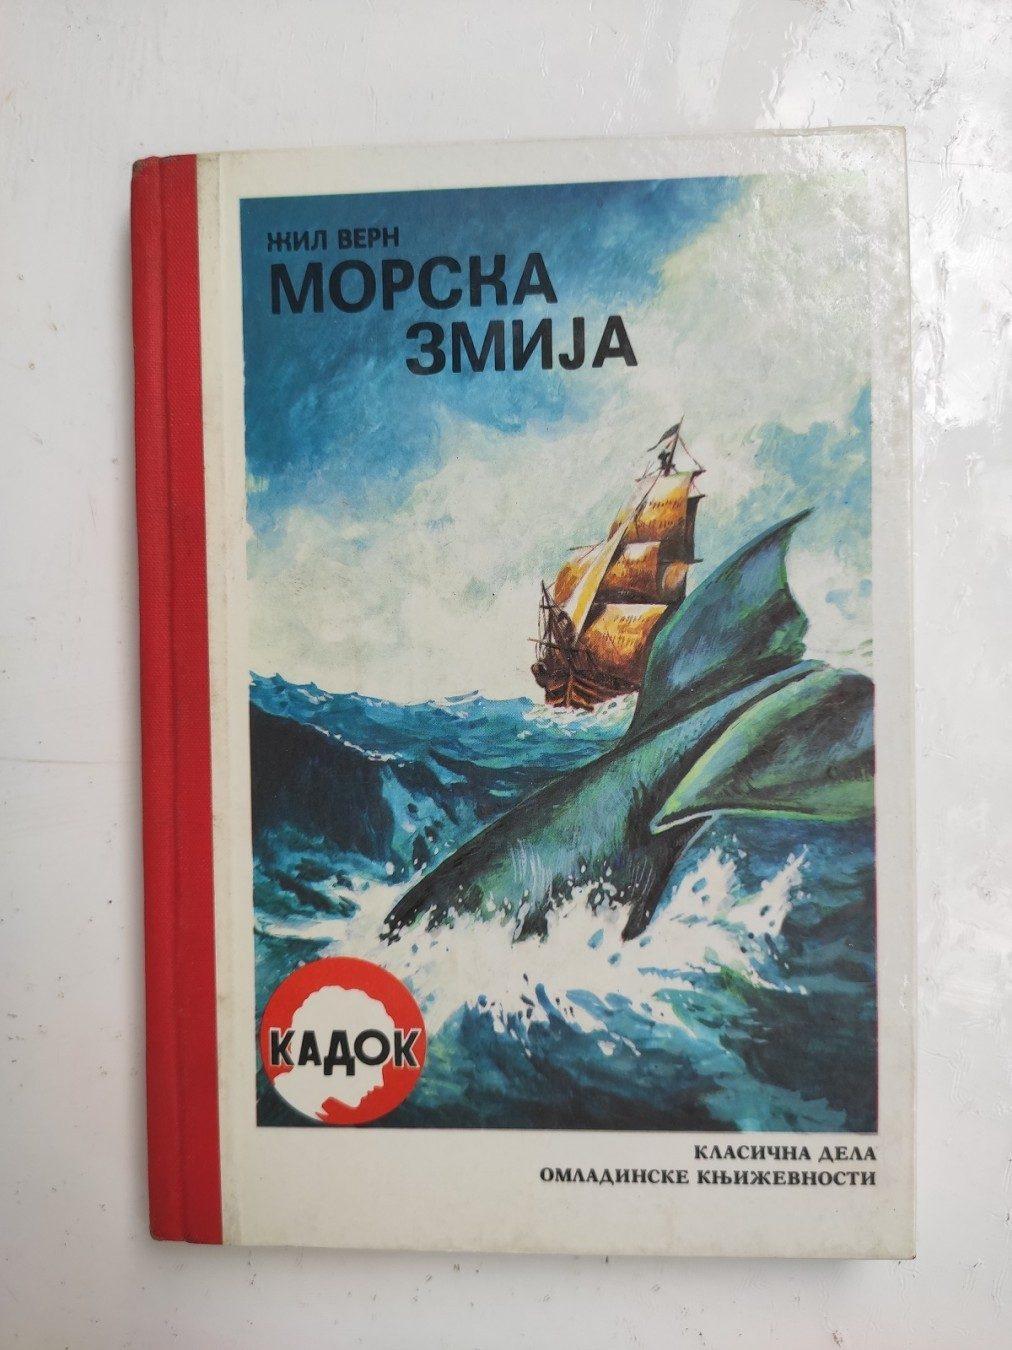 ЖИЛ ВЕРН
МОРСКА
ЗМИЈА
КАДОК
КЛАСИЧНА ДЕЛА
ОМЛАДИНСКЕ КЊИЖЕВНОСТИ